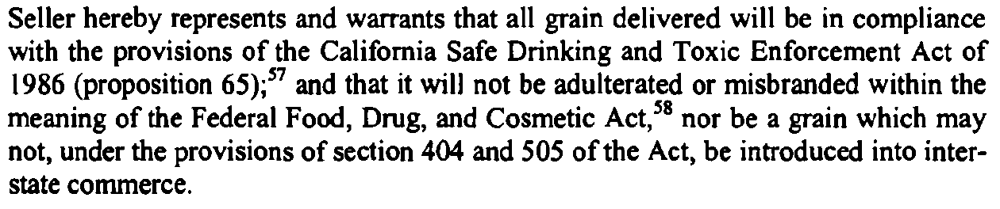 Seller hereby represents and warrants that all grain delivered will be in compliance
with the provisions of the California Safe Drinking and Toxic Enforcement Act of
1986 (proposition 65);57 and that it will not be adulterated or misbranded within the
meaning of the Federal Food, Drug, and Cosmetic Act,58 nor be a grain which may
not, under the provisions of section 404 and 505 of the Act, be introduced into inter-
state commerce.